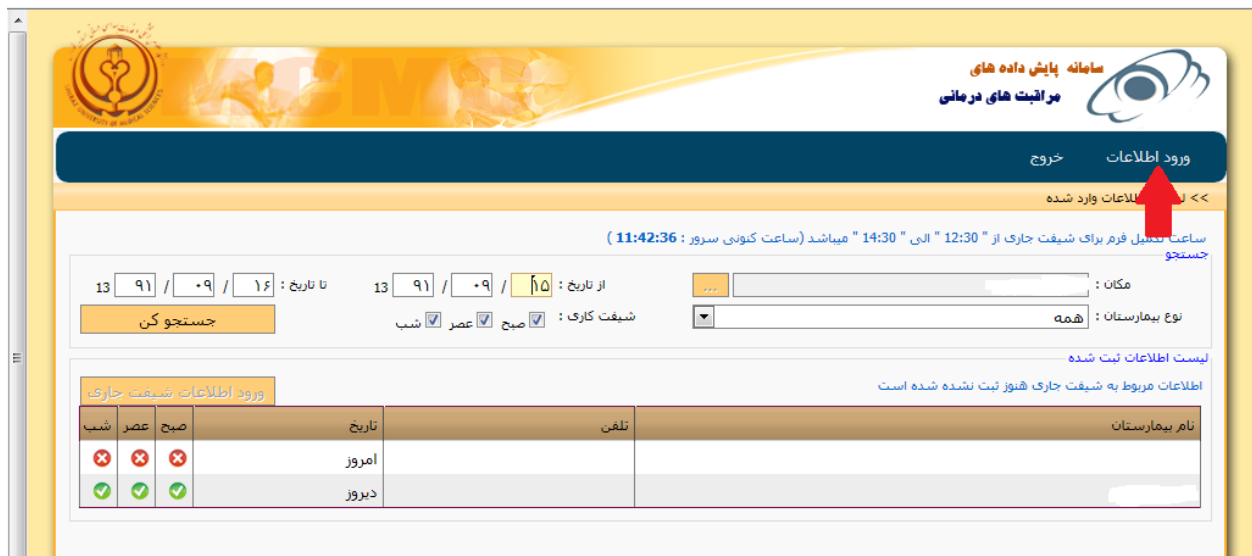 MCMC
سامانه پایش داده های
مراقبت های درمانی
ورود اطلاعات    خروج
<< اطلاعات وارد شده
ساعت تکمیل فرم برای شیفت جاری از " 12:30 " الی " 14:30 " میباشد (ساعت کنونی سرور : 11:42:36 )
جستجو
مکان : ... از تاریخ : ۱۵ / ۰۹ / ۹۱ 13 تا تاریخ : ۱۶ / ۰۹ / ۹۱ 13
نوع بیمارستان : همه شیفت کاری : صبح عصر شب جستجو کن
لیست اطلاعات ثبت شده
اطلاعات مربوط به شیفت جاری هنوز ثبت نشده شده است ورود اطلاعات شیفت جاری
نام بیمارستان تلفن تاریخ صبح عصر شب
امروز
دیروز